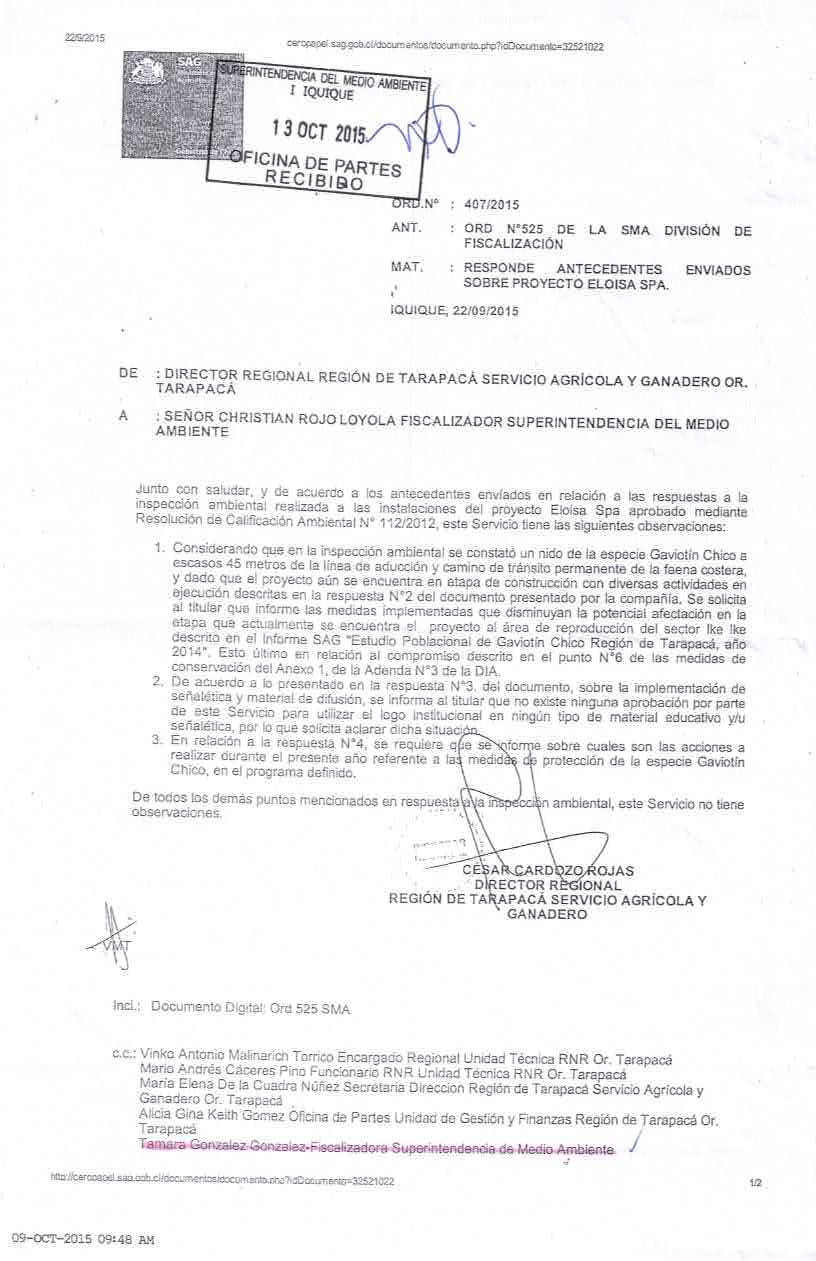 22/9/2015
ceropapel.sag.gob.cl/documentos/documento.php?idDocumento=32521022
SAG
SUPERINTENDENCIA DEL MEDIO AMBIENTE
I IQUIQUE
13 OCT 2015
OFICINA DE PARTES
RECIBIDO
ORD.N° : 407/2015
ANT. : ORD N°525 DE LA SMA DIVISIÓN DE
FISCALIZACIÓN
MAT. : RESPONDE ANTECEDENTES ENVIADOS
SOBRE PROYECTO ELOISA SPA.
IQUIQUE, 22/09/2015
DE : DIRECTOR REGIONAL REGIÓN DE TARAPACÁ SERVICIO AGRÍCOLA Y GANADERO OR.
TARAPACÁ
A : SEÑOR CHRISTIAN ROJO LOYOLA FISCALIZADOR SUPERINTENDENCIA DEL MEDIO
AMBIENTE
Junto con saludar, y de acuerdo a los antecedentes enviados en relación a las respuestas a la
inspección ambiental realizada a las instalaciones del proyecto Eloisa Spa aprobado mediante
Resolución de Calificación Ambiental N° 112/2012, este Servicio tiene las siguientes observaciones:
1. Considerando que en la inspección ambiental se constató un nido de la especie Gaviotín Chico a
escasos 45 metros de la línea de aducción y camino de tránsito permanente de la faena costera,
y dado que el proyecto aún se encuentra en etapa de construcción con diversas actividades en
ejecución descritas en la respuesta N°2 del documento presentado por la compañía. Se solicita
al titular que informe las medidas implementadas que disminuyan la potencial afectación en la
etapa que actualmente se encuentra el proyecto al área de reproducción del sector Ike Ike
descrito en el Informe SAG "Estudio Poblacional de Gaviotín Chico Región de Tarapacá, año
2014". Esto último en relación al compromiso descrito en el punto N°6 de las medidas de
conservación del Anexo 1, de la Adenda N°3 de la DIA.
2. De acuerdo a lo presentado en la respuesta N°3. del documento, sobre la implementación de
señalética y material de difusión, se informa al titular que no existe ninguna aprobación por parte
de este Servicio para utilizar el logo institucional en ningún tipo de material educativo y/u
señalética, por lo que solicita aclarar dicha situación.
3. En relación a la respuesta N°4, se requiere que se informe sobre cuales son las acciones a
realizar durante el presente año referente a las medidas de protección de la especie Gaviotín
Chico, en el programa definido.
De todos los demás puntos mencionados en respuesta a la inspección ambiental, este Servicio no tiene
observaciones.
CÉSAR CARDOZO ROJAS
DIRECTOR REGIONAL
REGIÓN DE TARAPACÁ SERVICIO AGRÍCOLA Y
GANADERO
VMT
Incl.: Documento Digital: Ord 525 SMA
c.c.: Vinko Antonio Malinarich Torrico Encargado Regional Unidad Técnica RNR Or. Tarapacá
Mario Andrés Cáceres Pino Funcionario RNR Unidad Técnica RNR Or. Tarapacá
María Elena De la Cuadra Núñez Secretaria Direccion Región de Tarapacá Servicio Agrícola y
Ganadero Or. Tarapacá
Alicia Gina Keith Gomez Oficina de Partes Unidad de Gestión y Finanzas Región de Tarapacá Or.
Tarapacá
Tamara Gonzalez Gonzalez-Fiscalizadora Superintendencia de Medio Ambiente
http://ceropapel.sag.gob.cl/documentos/documento.php?idDocumento=32521022
1/2
09-OCT-2015 09:48 AM